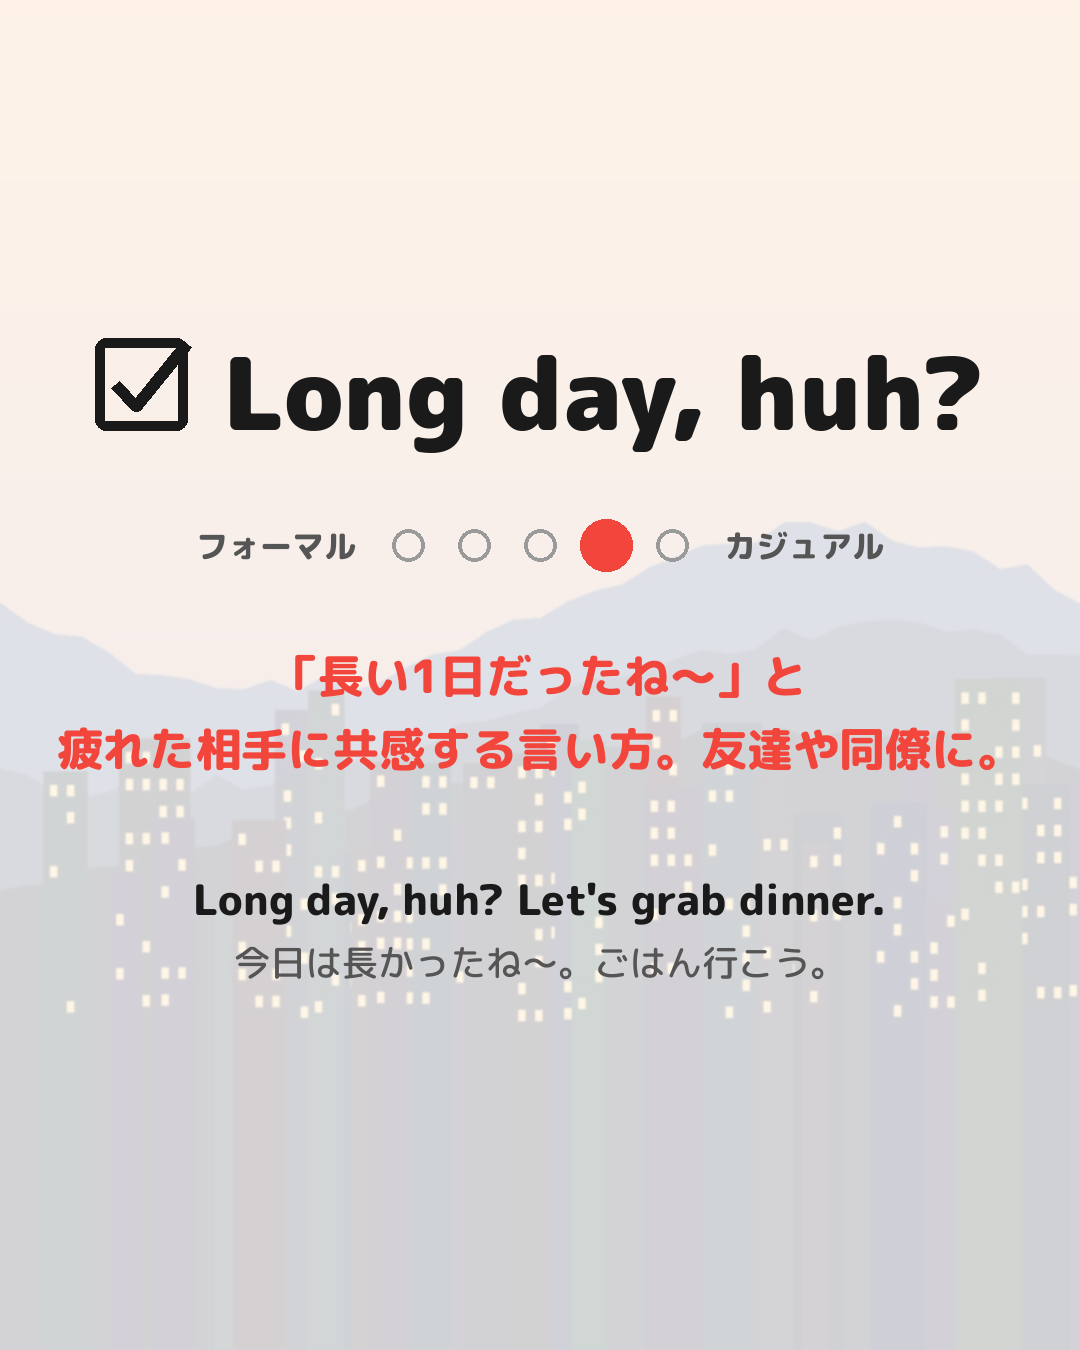 Long day, huh?
フォーマル カジュアル
「長い1日だったね〜」と
疲れた相手に共感する言い方。友達や同僚に。
Long day, huh? Let's grab dinner.
今日は長かったね〜。ごはん行こう。